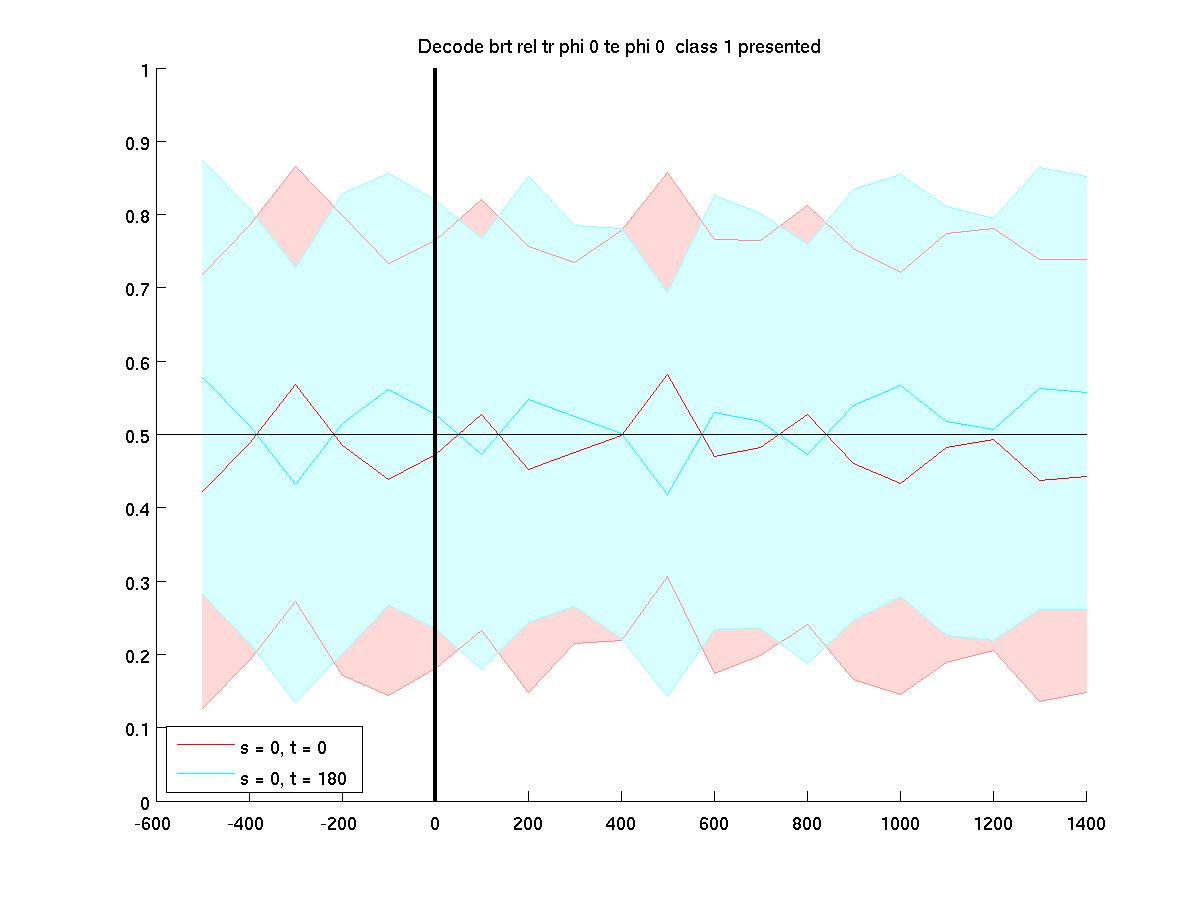 Decode brt rel tr phi 0 te phi 0 class 1 presented
1
0.9
0.8
0.7
0.6
0.5
0.4
0.3
0.2
0.1
0
s = 0, t = 0
s = 0, t = 180
-600 -400 -200 0 200 400 600 800 1000 1200 1400